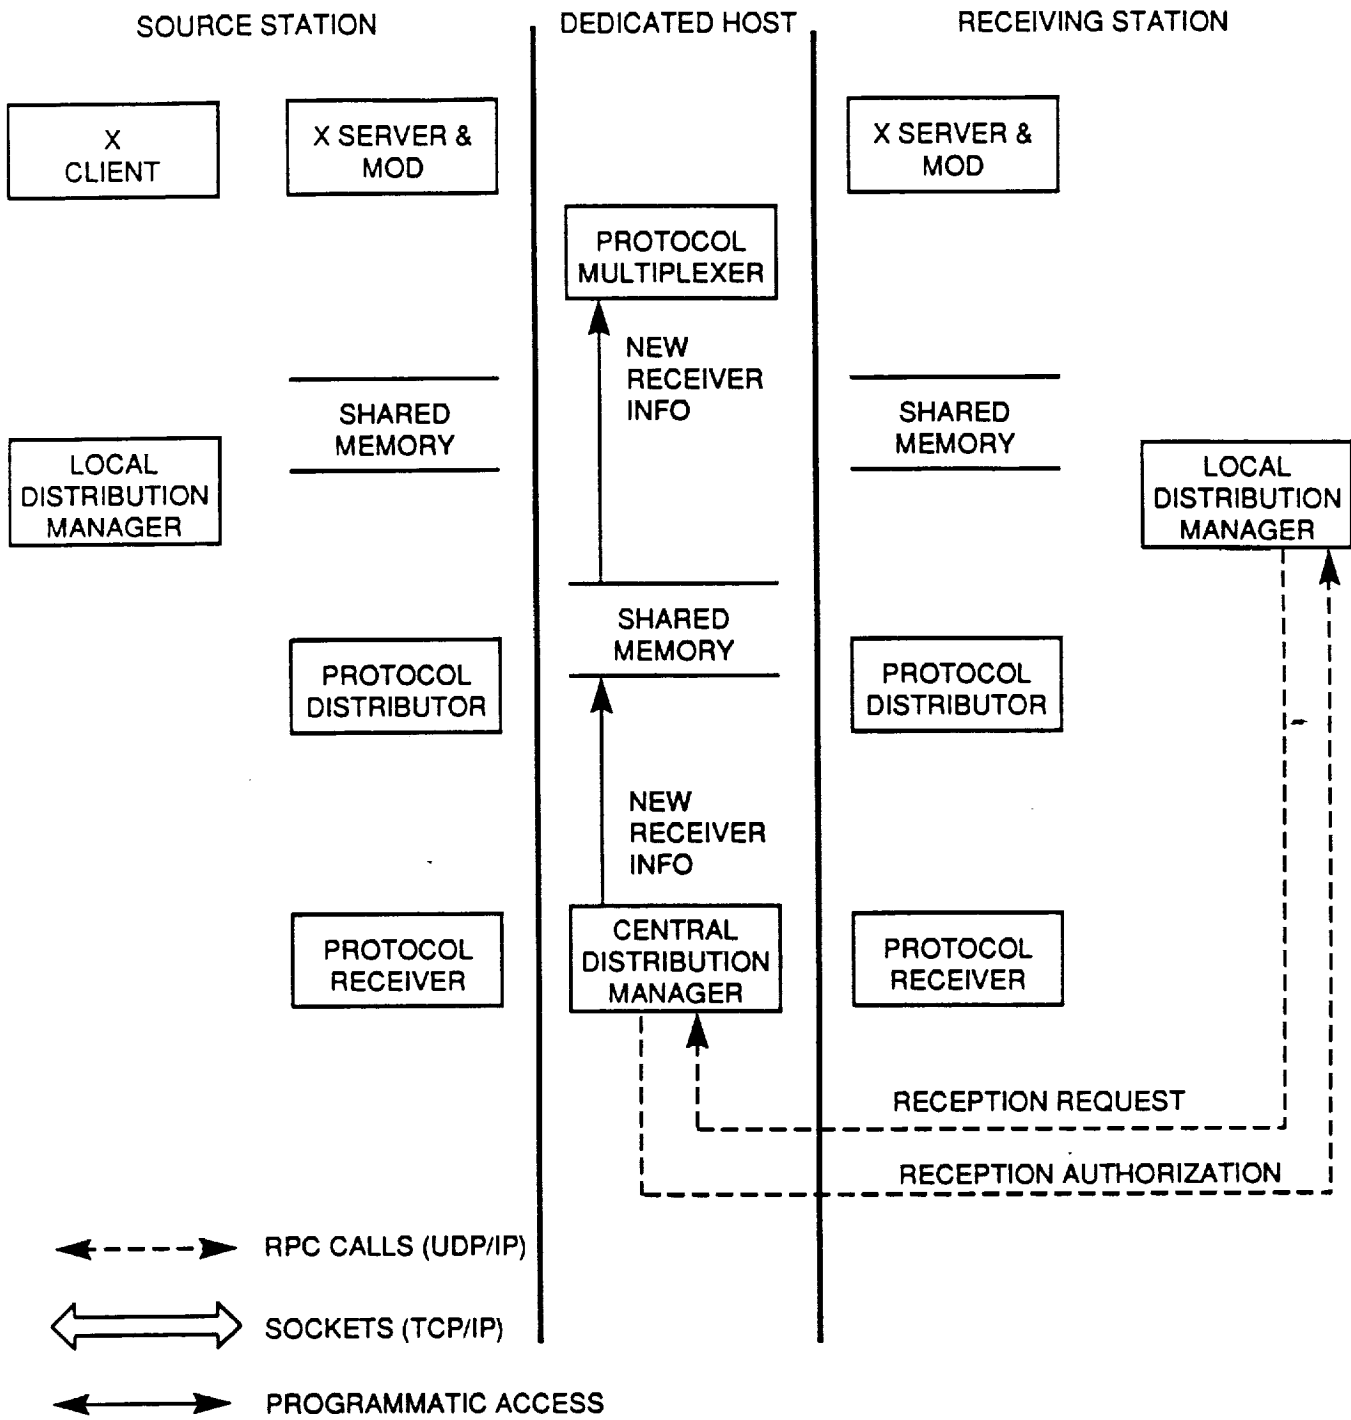 SOURCE STATION
DEDICATED HOST
RECEIVING STATION
X
CLIENT
X SERVER &
MOD
X SERVER &
MOD
PROTOCOL
MULTIPLEXER
NEW
RECEIVER
INFO
SHARED
MEMORY
SHARED
MEMORY
LOCAL
DISTRIBUTION
MANAGER
LOCAL
DISTRIBUTION
MANAGER
SHARED
MEMORY
PROTOCOL
DISTRIBUTOR
PROTOCOL
DISTRIBUTOR
NEW
RECEIVER
INFO
PROTOCOL
RECEIVER
CENTRAL
DISTRIBUTION
MANAGER
PROTOCOL
RECEIVER
RECEPTION REQUEST
RECEPTION AUTHORIZATION
RPC CALLS (UDP/IP)
SOCKETS (TCP/IP)
PROGRAMMATIC ACCESS